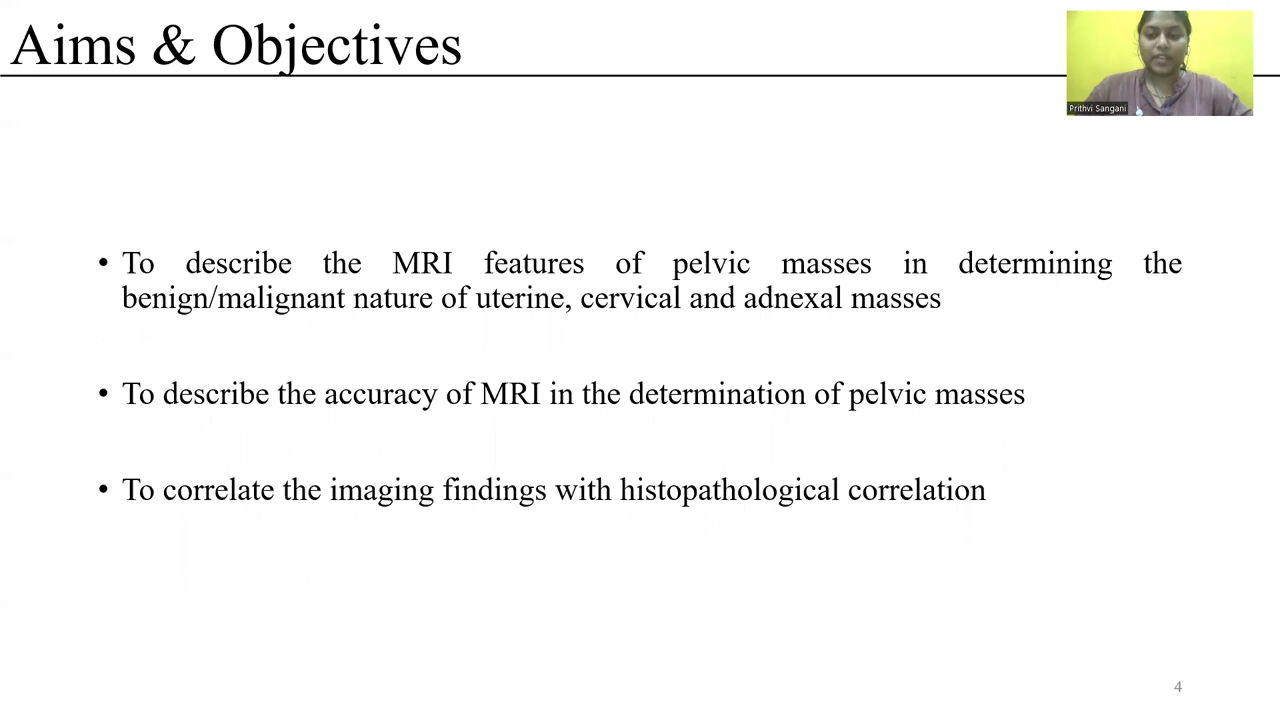 Aims & Objectives
Prithvi Sangani
• To describe the MRI features of pelvic masses in determining the
benign/malignant nature of uterine, cervical and adnexal masses
• To describe the accuracy of MRI in the determination of pelvic masses
• To correlate the imaging findings with histopathological correlation
4